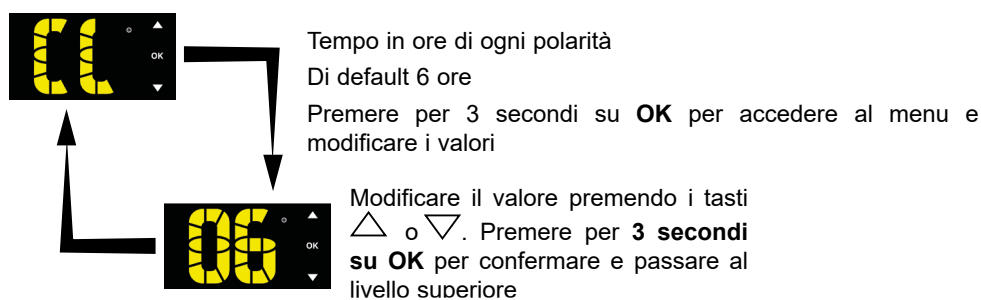 CL
OK
Tempo in ore di ogni polarità
Di default 6 ore
Premere per 3 secondi su OK per accedere al menu e
modificare i valori
06
OK
Modificare il valore premendo i tasti
△ o ▽. Premere per 3 secondi
su OK per confermare e passare al
livello superiore